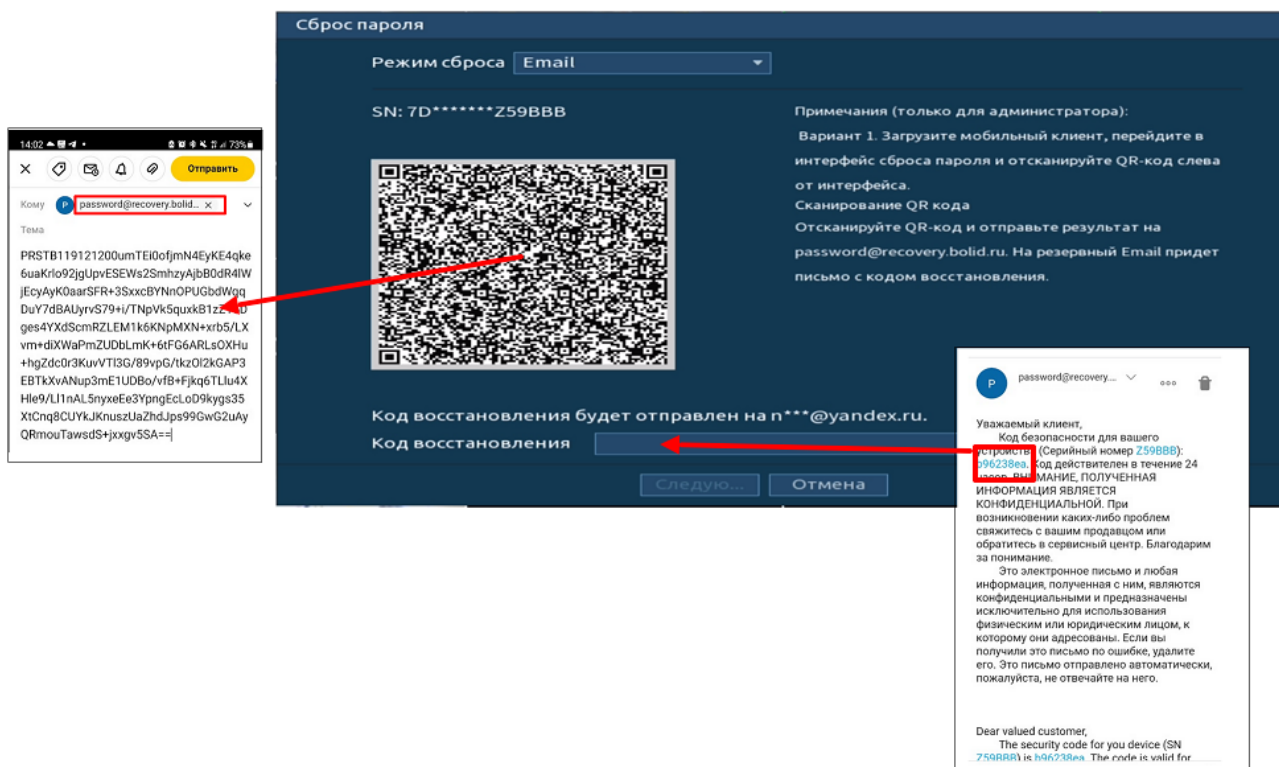 Сброс пароля
Режим сброса Email
SN: 7D*******Z59BBB
Примечания (только для администратора):
Вариант 1. Загрузите мобильный клиент, перейдите в
интерфейс сброса пароля и отсканируйте QR-код слева
от интерфейса.
Сканирование QR кода
Отсканируйте QR-код и отправьте результат на
password@recovery.bolid.ru. На резервный Email придет
письмо с кодом восстановления.
Код восстановления будет отправлен на n***@yandex.ru.
Код восстановления
Следую... Отмена
14:02 73%
Отправить
Кому P password@recovery.bolid... x
Тема
PRSTB119121200umTEi0ofjmN4EyKE4qke
6uaKrlo92jgUpvESEWs2SmhzyAjbB0dR4lW
jEcyAyK0aarSFR+3SxxcBYNnOPUGbdWgq
DuY7dBAUyrvS79+i/TNpVk5quxkB1z
ges4YXdScmRZLEM1k6KNpMXN+xrb5/LX
vm+diXWaPmZUDbLmK+6tFG6ARLsOXHu
+hgZdc0r3KuvVTl3G/89vpG/tkzOl2kGAP3
EBTkXvANup3mE1UDBo/vfB+Fjkq6TLlu4X
Hle9/Ll1nAL5nyxeEe3YpngEcLoD9kygs35
XtCnq8CUYkJKnuszUaZhdJps99GwG2uAy
QRmouTawsdS+jxxgv5SA==
P password@recovery....
Уважаемый клиент,
Код безопасности для вашего
устройства (Серийный номер Z59BBB):
b96238ea. Код действителен в течение 24
часов. ВНИМАНИЕ, ПОЛУЧЕННАЯ
ИНФОРМАЦИЯ ЯВЛЯЕТСЯ
КОНФИДЕНЦИАЛЬНОЙ. При
возникновении каких-либо проблем
свяжитесь с вашим продавцом или
обратитесь в сервисный центр. Благодарим
за понимание.
Это электронное письмо и любая
информация, полученная с ним, являются
конфиденциальными и предназначены
исключительно для использования
физическим или юридическим лицом, к
которому они адресованы. Если вы
получили это письмо по ошибке, удалите
его. Это письмо отправлено автоматически,
пожалуйста, не отвечайте на него.
Dear valued customer,
The security code for you device (SN
Z59BBB) is b96238ea. The code is valid for